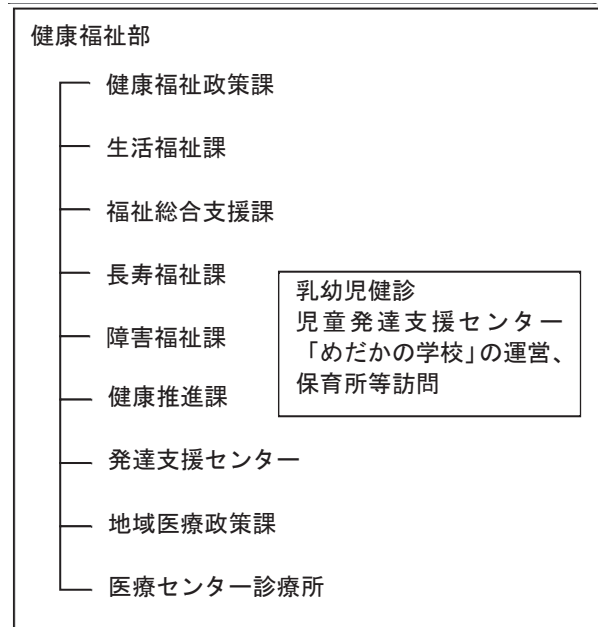 健康福祉部
健康福祉政策課
生活福祉課
福祉総合支援課
長寿福祉課
障害福祉課
健康推進課
発達支援センター
地域医療政策課
医療センター診療所
乳幼児健診
児童発達支援センター
「めだかの学校」の運営、
保育所等訪問